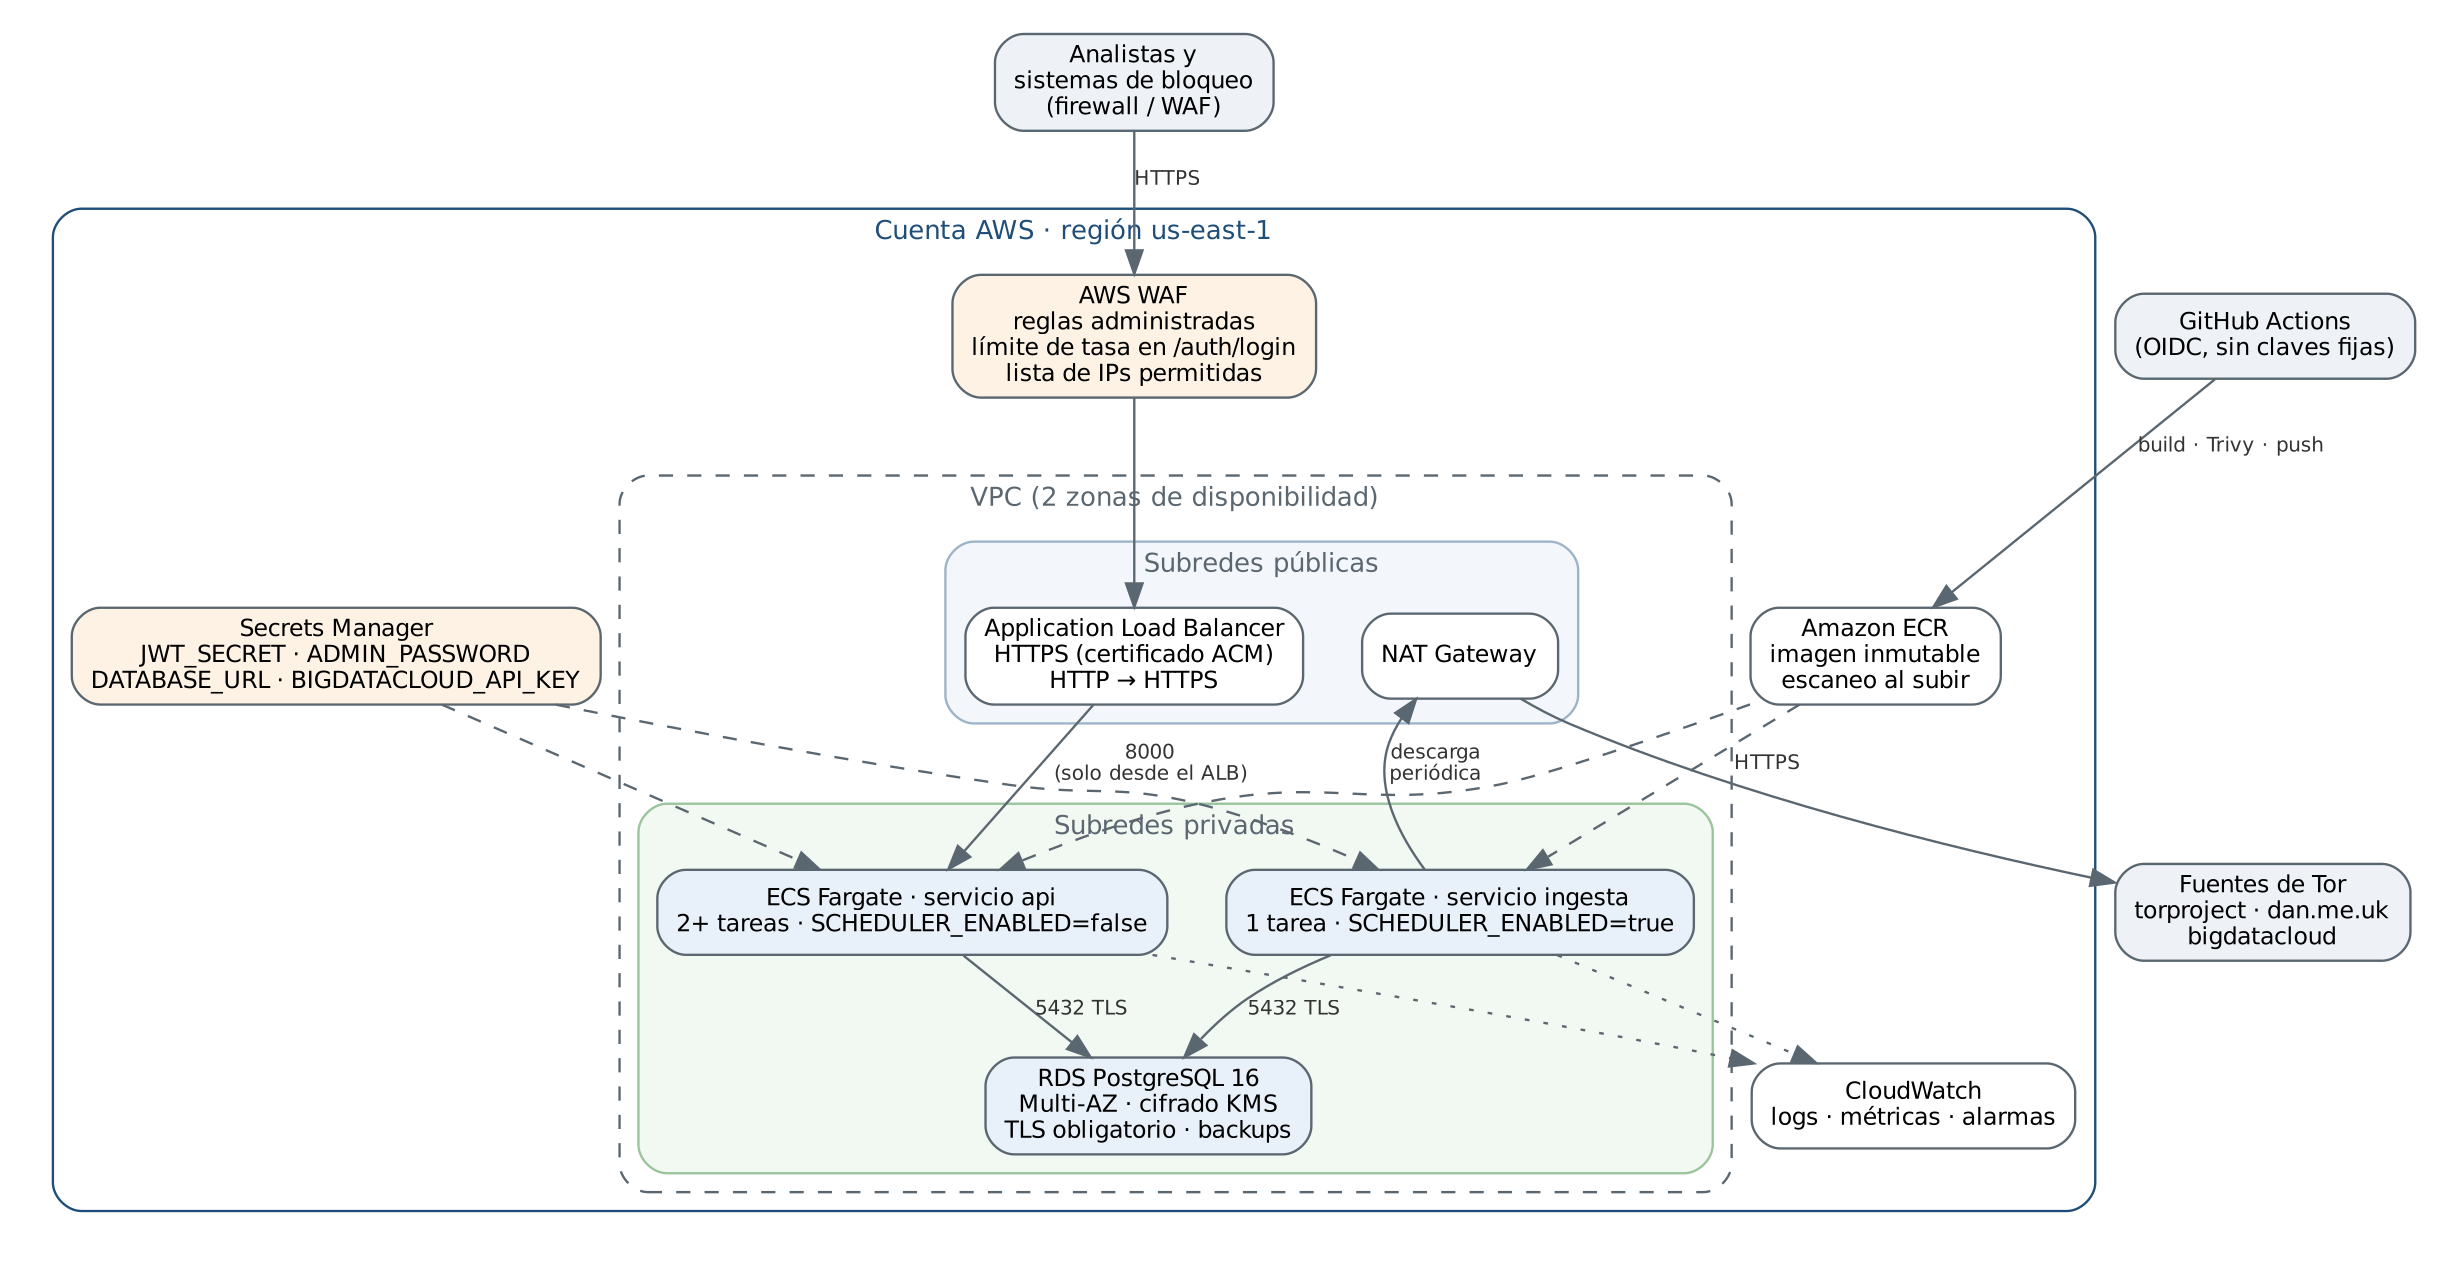 Analistas y
sistemas de bloqueo
(firewall / WAF)
HTTPS
Cuenta AWS · región us-east-1
AWS WAF
reglas administradas
límite de tasa en /auth/login
lista de IPs permitidas
GitHub Actions
(OIDC, sin claves fijas)
build · Trivy · push
VPC (2 zonas de disponibilidad)
Subredes públicas
Secrets Manager
JWT_SECRET · ADMIN_PASSWORD
DATABASE_URL · BIGDATACLOUD_API_KEY
Application Load Balancer
HTTPS (certificado ACM)
HTTP → HTTPS
NAT Gateway
Amazon ECR
imagen inmutable
escaneo al subir
8000
(solo desde el ALB)
descarga
periódica
HTTPS
Subredes privadas
ECS Fargate · servicio api
2+ tareas · SCHEDULER_ENABLED=false
ECS Fargate · servicio ingesta
1 tarea · SCHEDULER_ENABLED=true
Fuentes de Tor
torproject · dan.me.uk
bigdatacloud
5432 TLS
5432 TLS
RDS PostgreSQL 16
Multi-AZ · cifrado KMS
TLS obligatorio · backups
CloudWatch
logs · métricas · alarmas